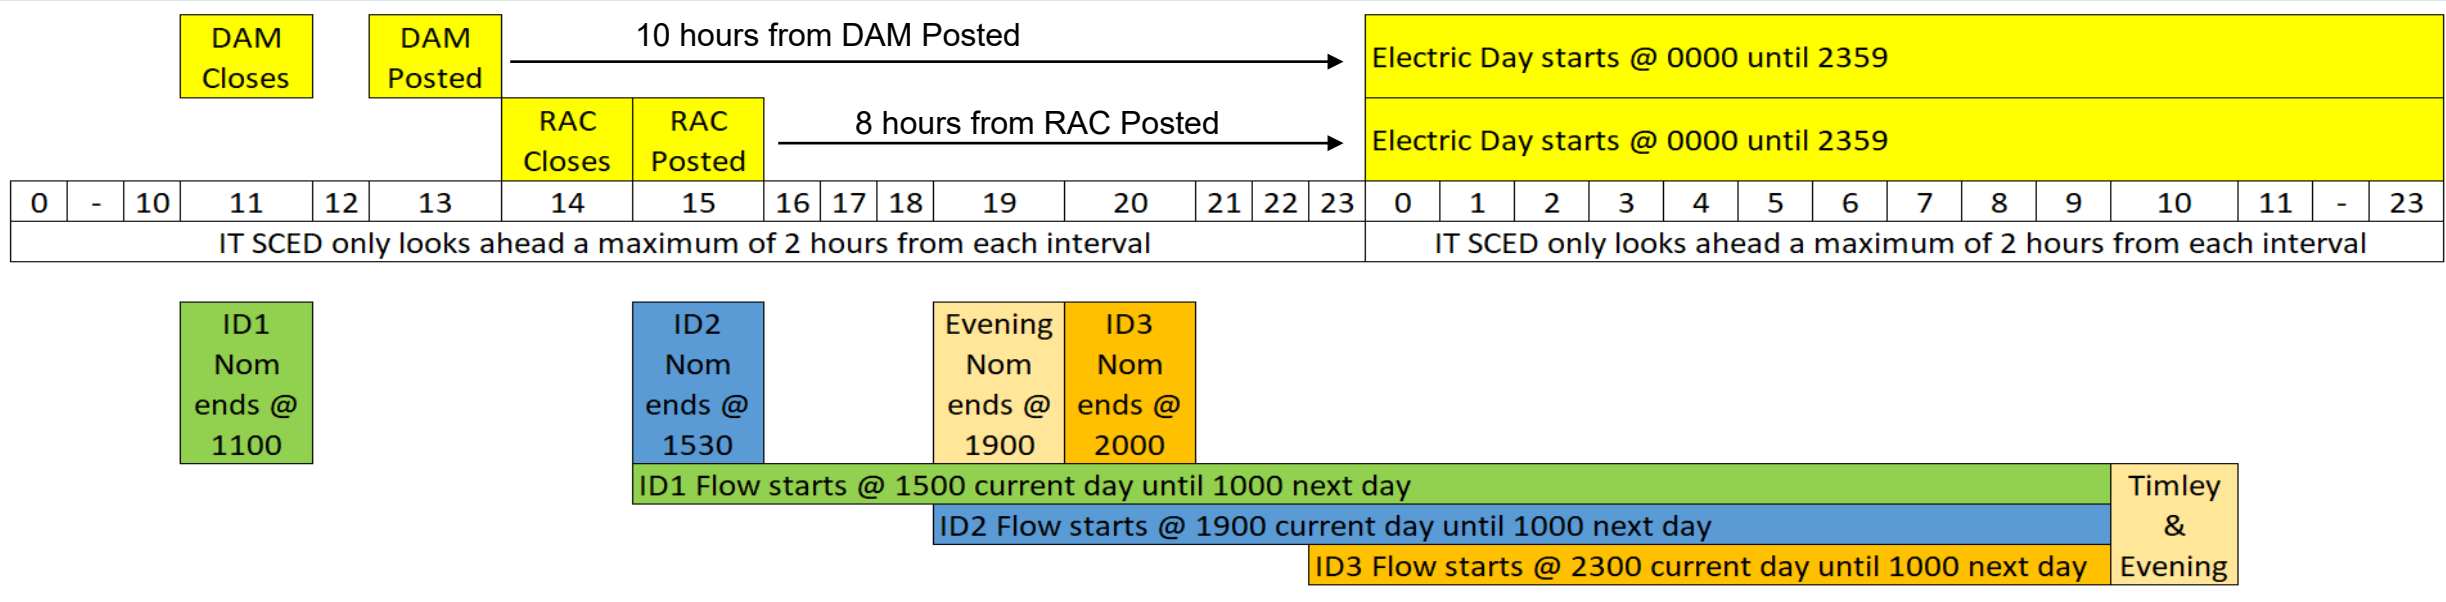 DAM
Closes
DAM
Posted
10 hours from DAM Posted
Electric Day starts @ 0000 until 2359
RAC
Closes
RAC
Posted
8 hours from RAC Posted
Electric Day starts @ 0000 until 2359
0 - 10 11 12 13 14 15 16 17 18 19 20 21 22 23 0 1 2 3 4 5 6 7 8 9 10 11 - 23
IT SCED only looks ahead a maximum of 2 hours from each interval
IT SCED only looks ahead a maximum of 2 hours from each interval
ID1
Nom
ends @
1100
ID2
Nom
ends @
1530
Evening
Nom
ends @
1900
ID3
Nom
ends @
2000
ID1 Flow starts @ 1500 current day until 1000 next day
ID2 Flow starts @ 1900 current day until 1000 next day
ID3 Flow starts @ 2300 current day until 1000 next day
Timley
&
Evening